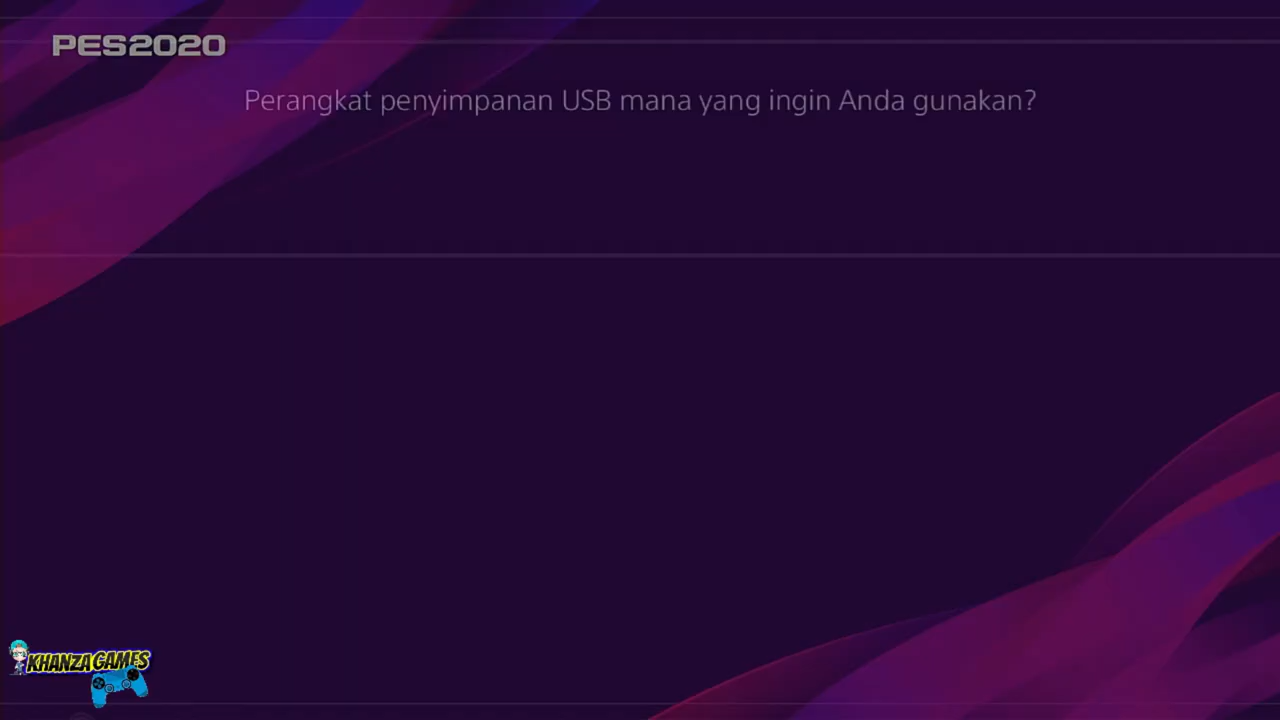 PES2020
Perangkat penyimpanan USB mana yang ingin Anda gunakan?
KHANZA GAMES